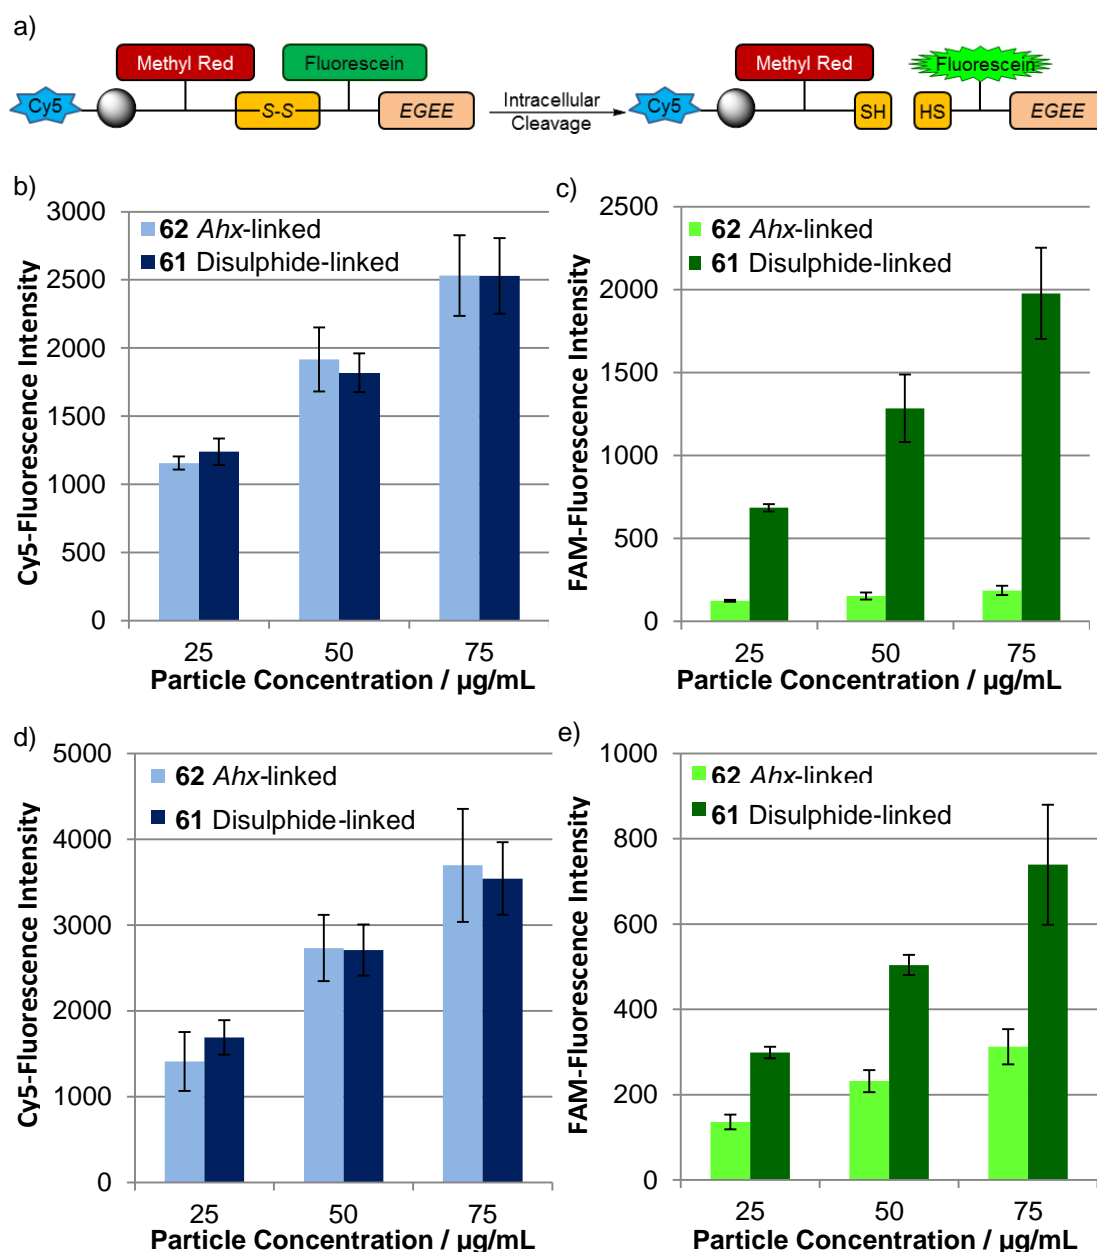 a)
Methyl Red
Fluorescein
Cy5
S-S
EGEE
Intracellular
Cleavage
Methyl Red
Fluorescein
Cy5
SH
HS
EGEE
b)
3000
2500
2000
1500
1000
500
0
Cy5-Fluorescence Intensity
62 Ahx-linked
61 Disulphide-linked
25 50 75
Particle Concentration / µg/mL
c)
2500
2000
1500
1000
500
0
FAM-Fluorescence Intensity
62 Ahx-linked
61 Disulphide-linked
25 50 75
Particle Concentration / µg/mL
d)
5000
4000
3000
2000
1000
0
Cy5-Fluorescence Intensity
62 Ahx-linked
61 Disulphide-linked
25 50 75
Particle Concentration / µg/mL
e)
1000
800
600
400
200
0
FAM-Fluorescence Intensity
62 Ahx-linked
61 Disulphide-linked
25 50 75
Particle Concentration / µg/mL